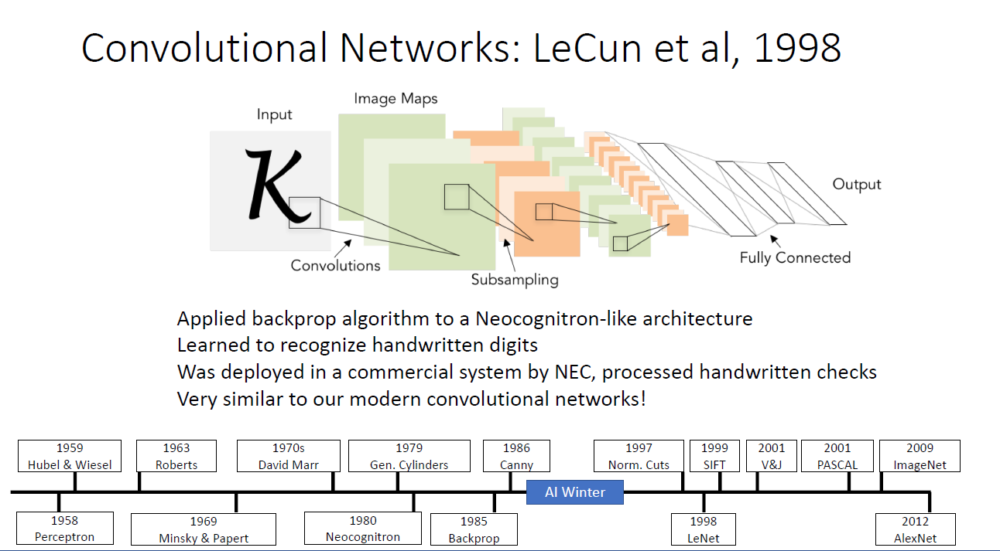 Convolutional Networks: LeCun et al, 1998
Image Maps
Input
K
Output
Convolutions
Subsampling
Fully Connected
Applied backprop algorithm to a Neocognitron-like architecture
Learned to recognize handwritten digits
Was deployed in a commercial system by NEC, processed handwritten checks
Very similar to our modern convolutional networks!
1959
Hubel & Wiesel
1963
Roberts
1970s
David Marr
1979
Gen. Cylinders
1986
Canny
1997
Norm. Cuts
1999
SIFT
2001
V&J
2001
PASCAL
2009
ImageNet
AI Winter
1958
Perceptron
1969
Minsky & Papert
1980
Neocognitron
1985
Backprop
1998
LeNet
2012
AlexNet